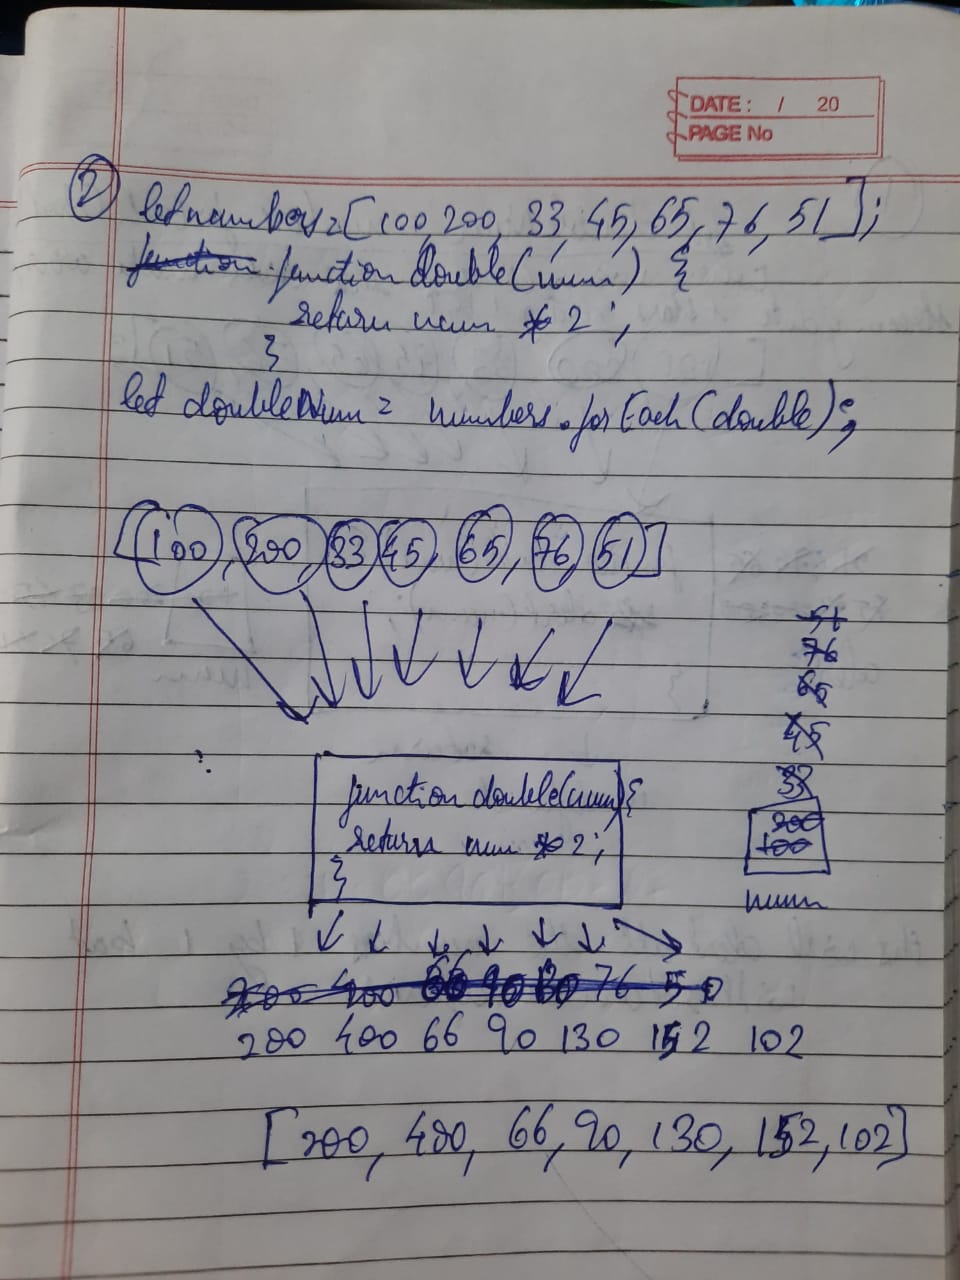 DATE: / 20
PAGE No
② let numbers = [100, 200, 33, 45, 65, 76, 51];
function function double(num) {
return num * 2;
}
let doubleNum = numbers.forEach(double);
[100, 200, 33, 45, 65, 76, 51]
51
76
65
45
33
200
100
num
function double(num){
return num * 2;
}
400 66 90 76 50
200 400 66 90 130 152 102
[200, 400, 66, 90, 130, 152, 102]